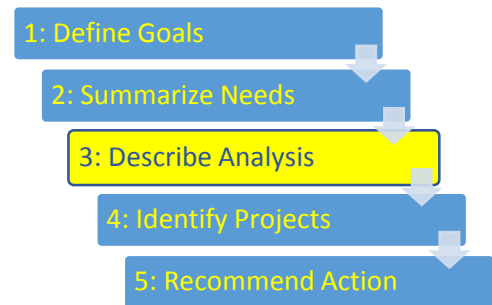 1: Define Goals
2: Summarize Needs
3: Describe Analysis
4: Identify Projects
5: Recommend Action